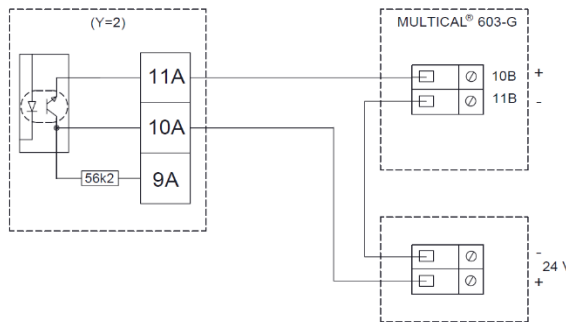 (Y=2)
11A
10A
56k2
9A
MULTICAL® 603-G
10B
+
11B
-
-
24 V
+